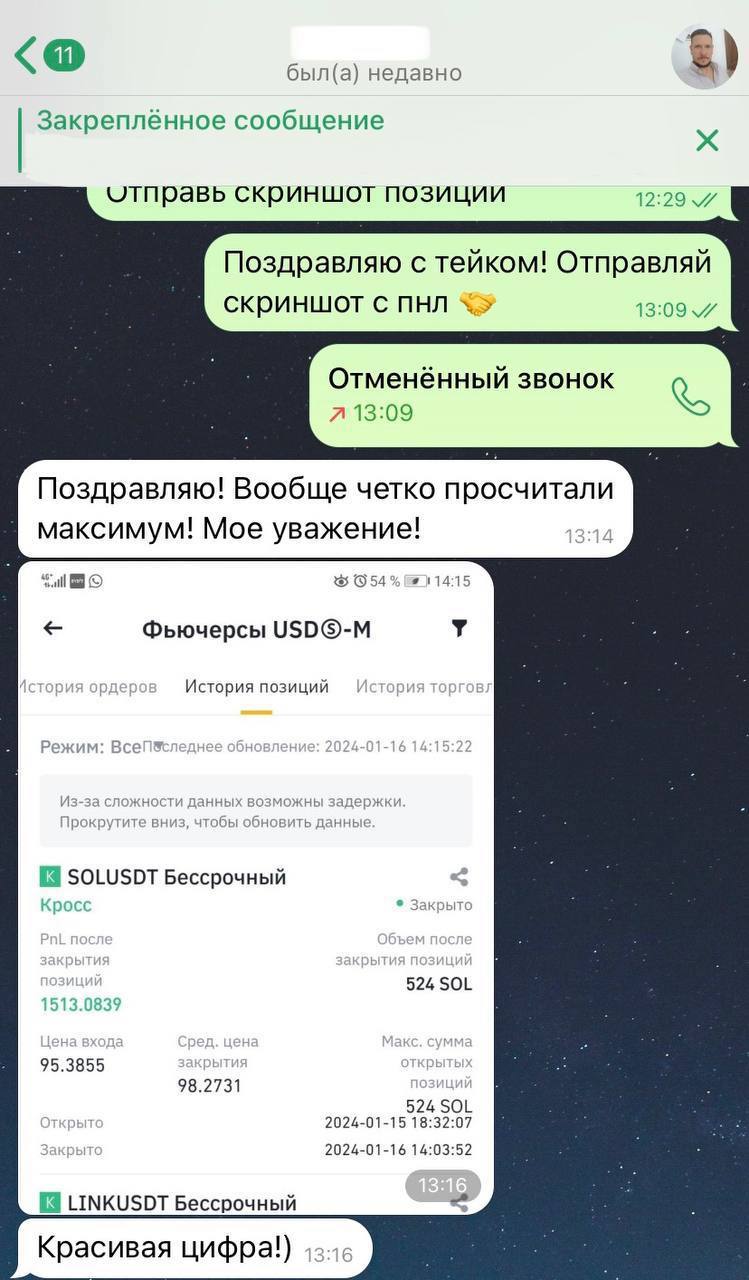 11
был(а) недавно
Закреплённое сообщение
Отправь скриншот позиции
12:29
Поздравляю с тейком! Отправляй
скриншот с пнл
13:09
Отменённый звонок
13:09
Поздравляю! Вообще четко просчитали
максимум! Мое уважение!
13:14
54 % 14:15
Фьючерсы USDⓈ-M
История ордеров История позиций История торговл
Режим: Все Последнее обновление: 2024-01-16 14:15:22
Из-за сложности данных возможны задержки.
Прокрутите вниз, чтобы обновить данные.
К SOLUSDT Бессрочный
Кросс
Закрыто
PnL после
закрытия
позиций
1513.0839
Объем после
закрытия позиций
524 SOL
Цена входа
95.3855
Сред. цена
закрытия
98.2731
Макс. сумма
открытых
позиций
524 SOL
Открыто 2024-01-15 18:32:07
Закрыто 2024-01-16 14:03:52
13:16
К LINKUSDT Бессрочный
Красивая цифра!)
13:16